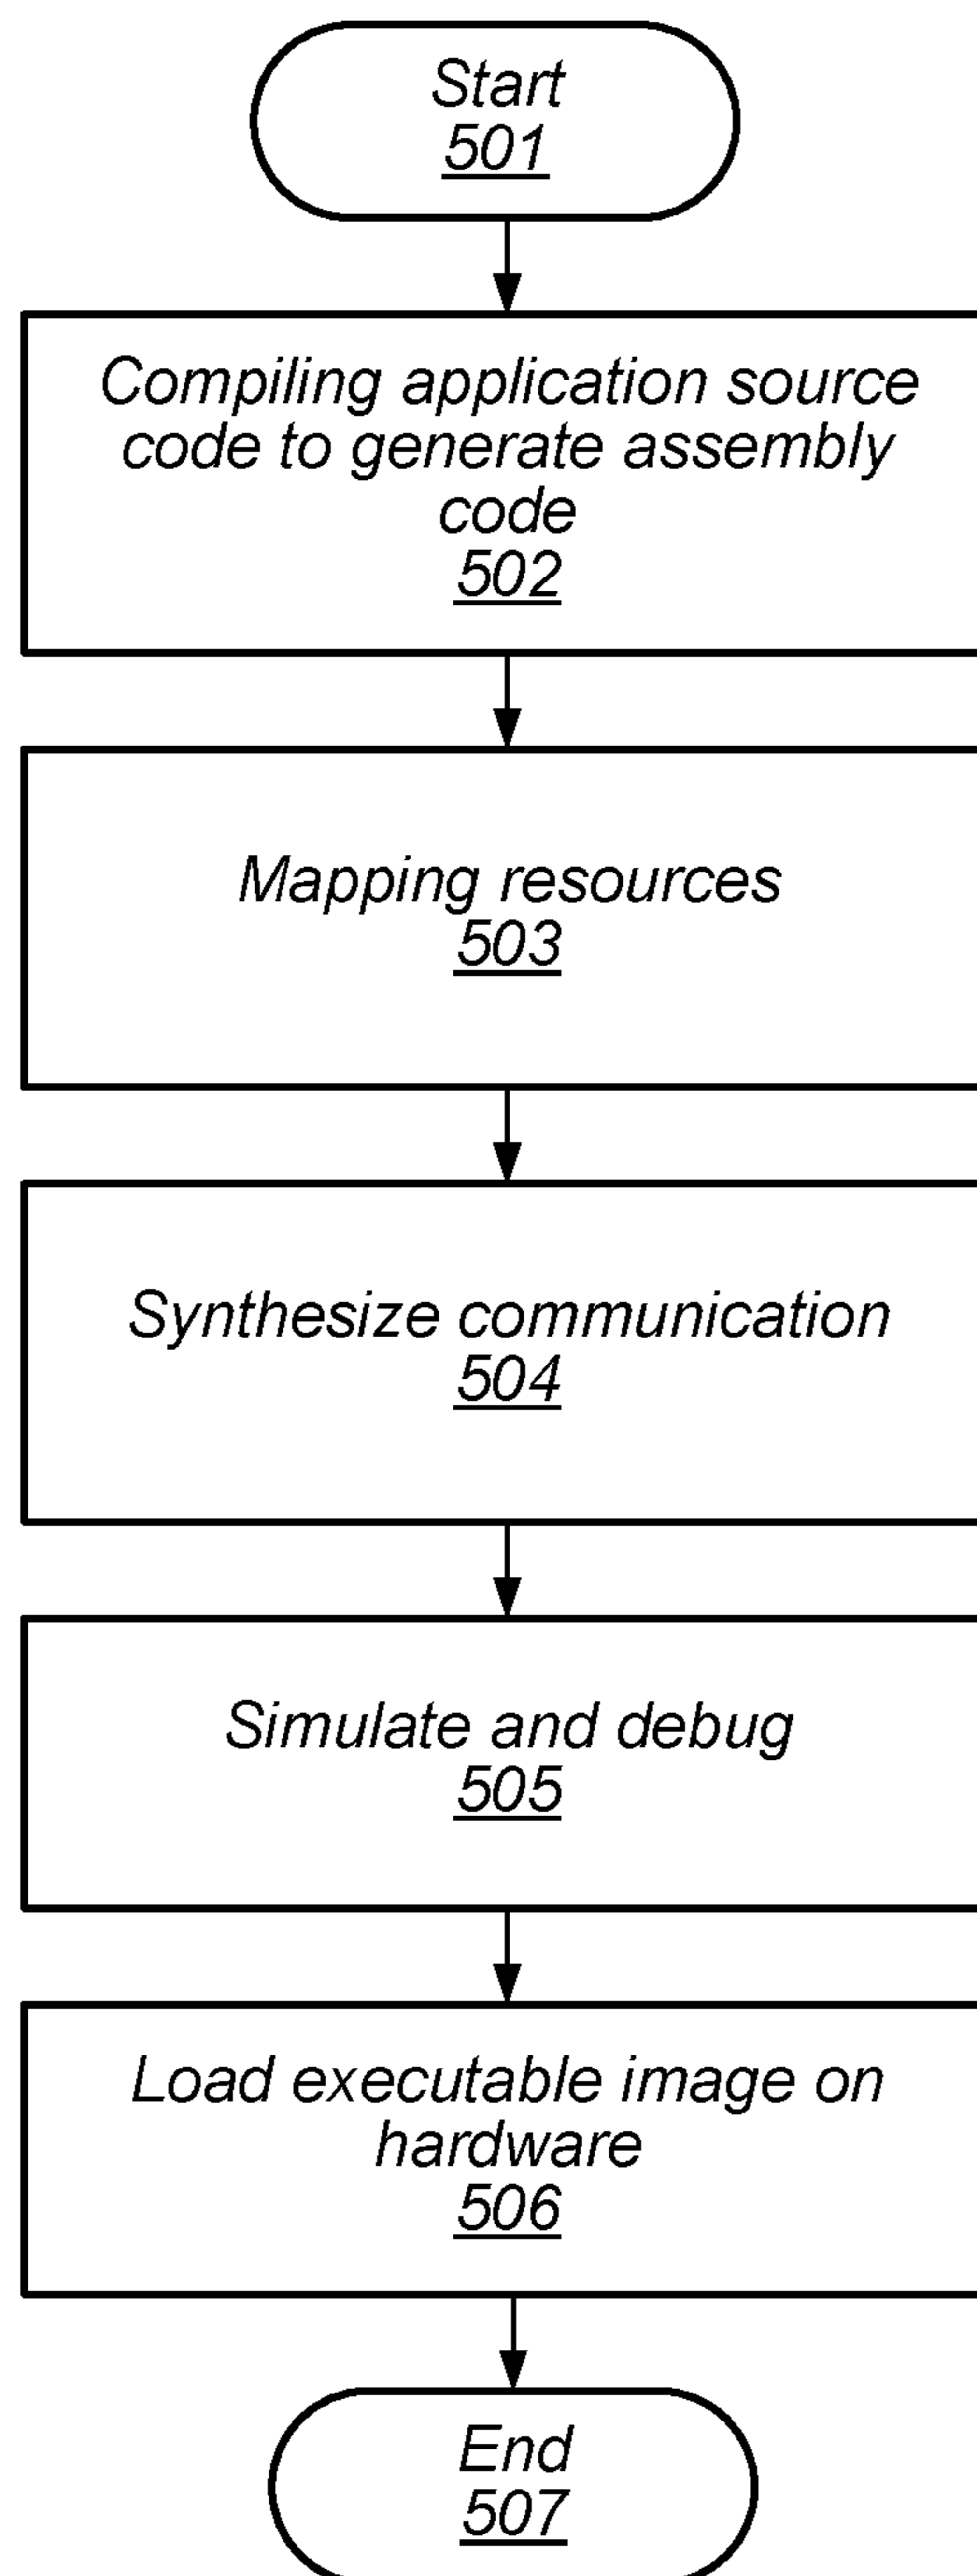 Start
501
Compiling application source
code to generate assembly
code
502
Mapping resources
503
Synthesize communication
504
Simulate and debug
505
Load executable image on
hardware
506
End
507